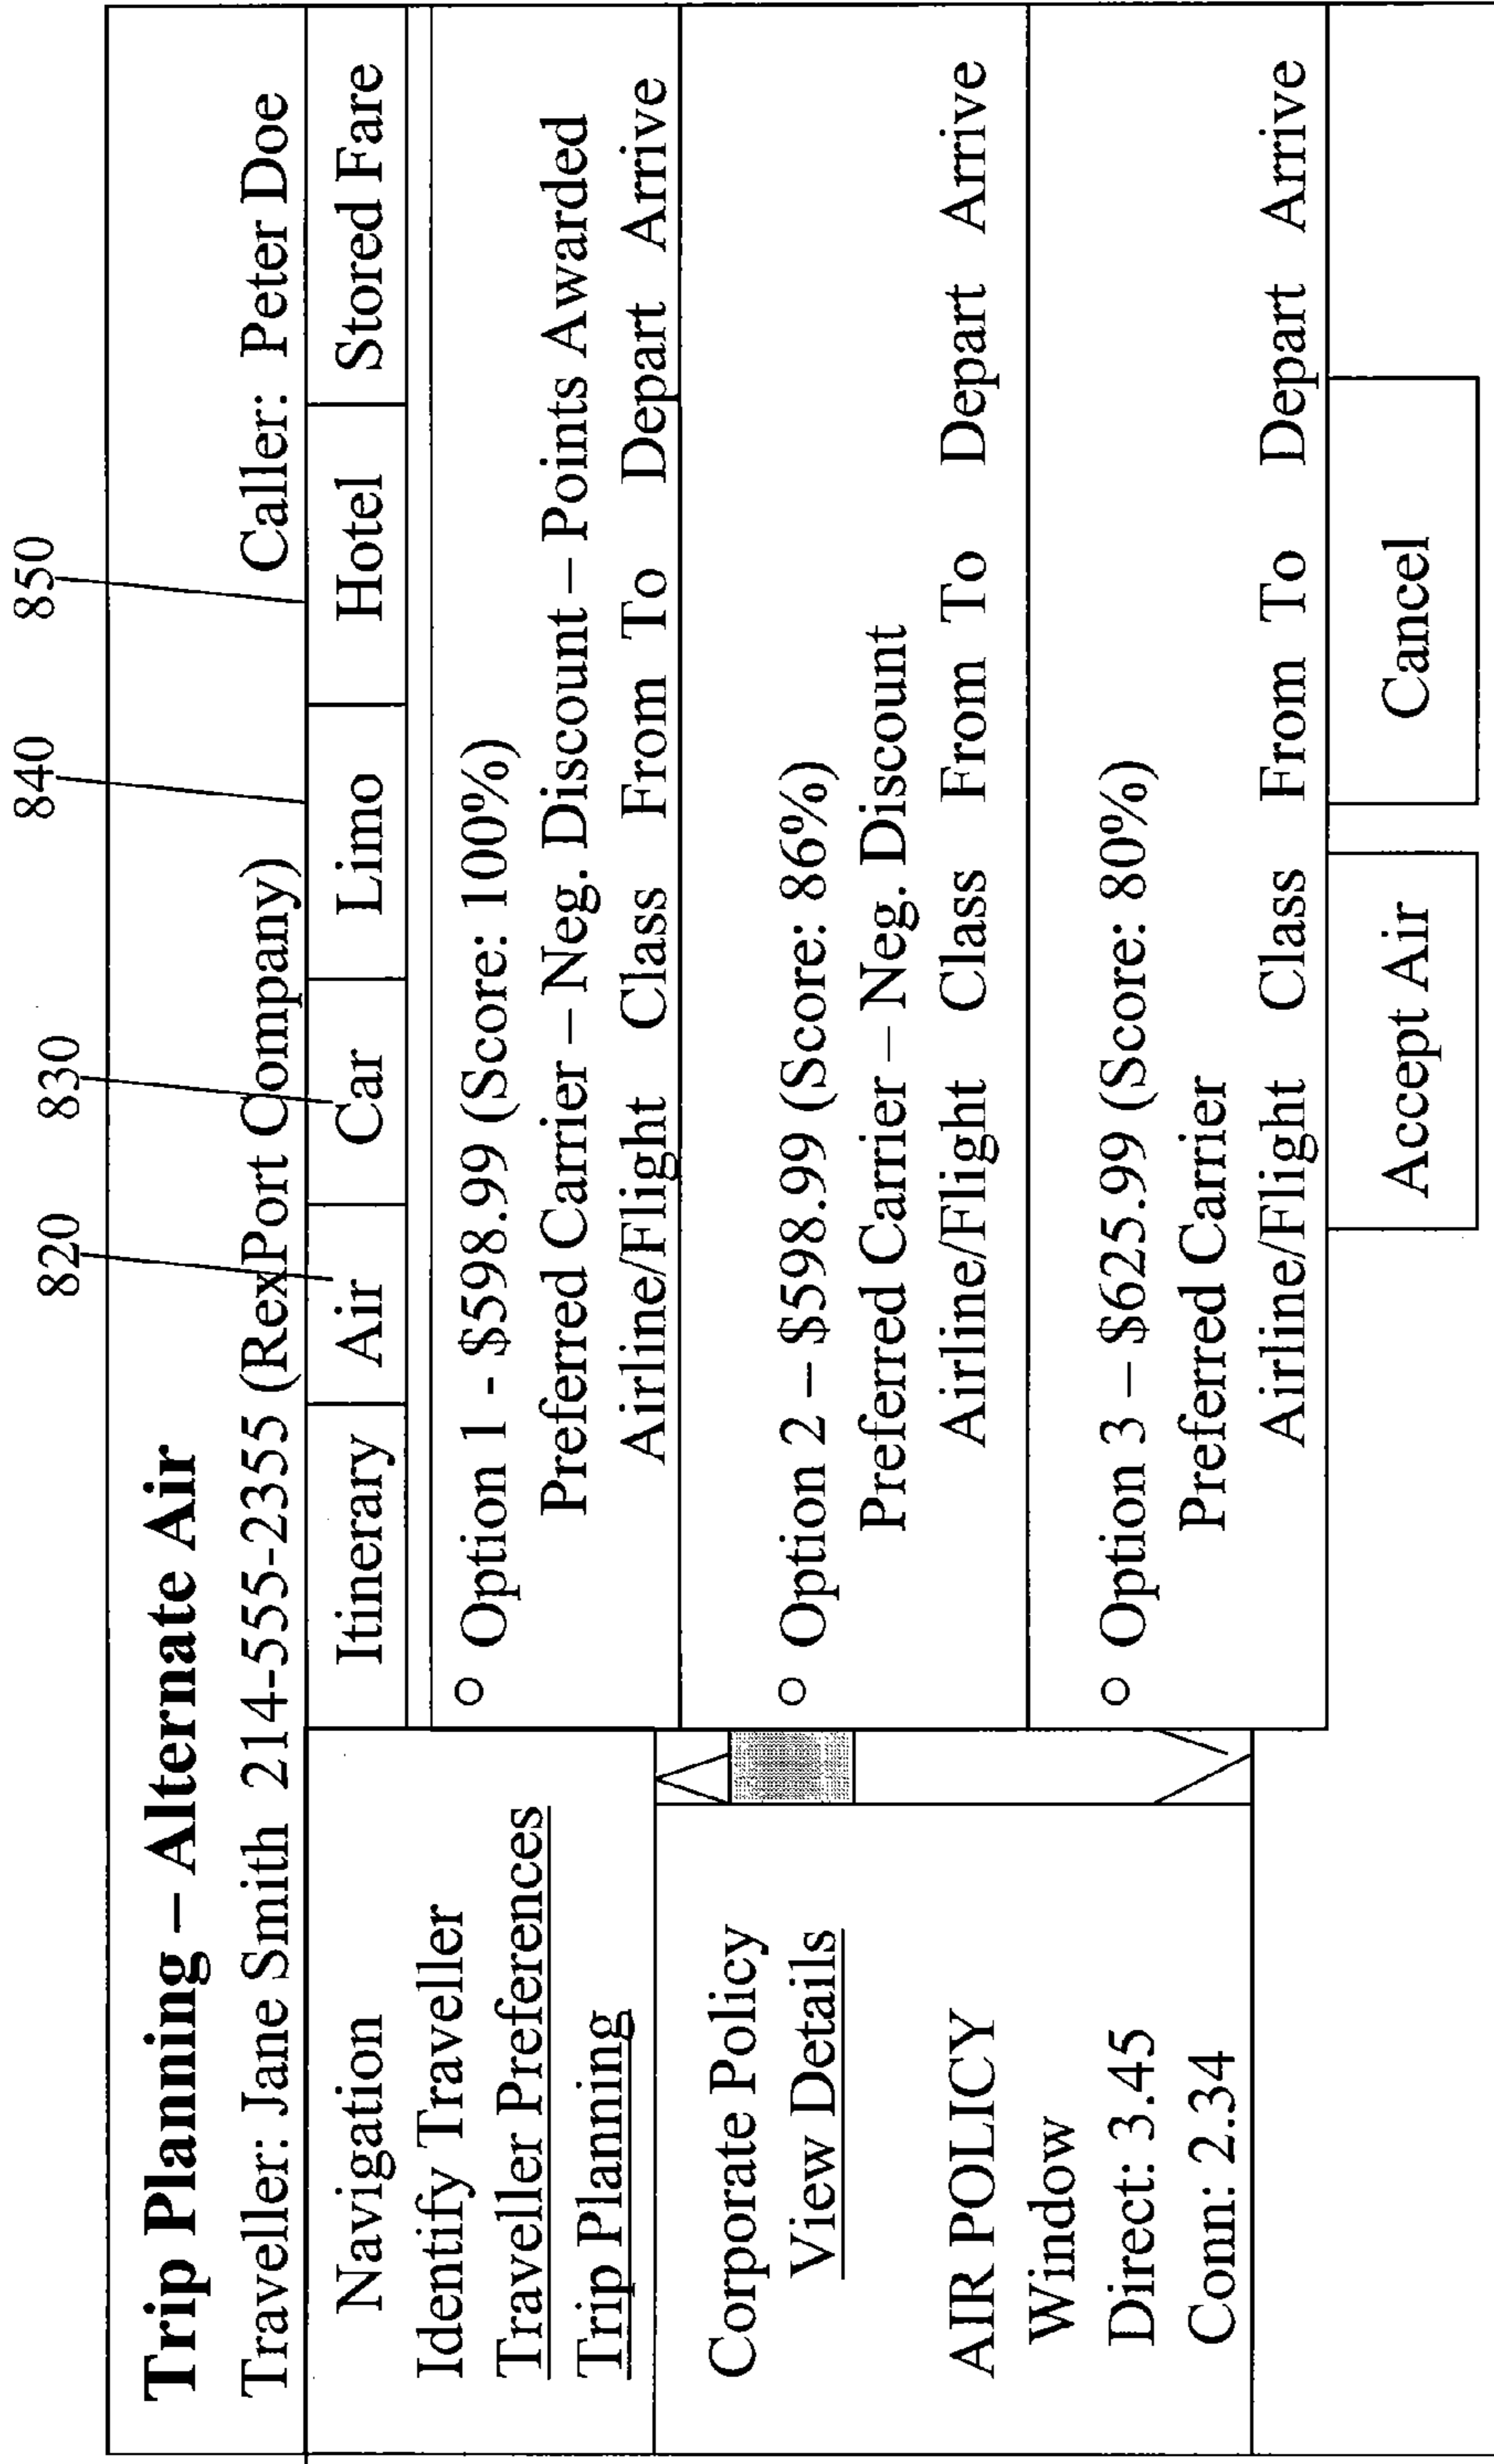 820 830 840 850
Trip Planning – Alternate Air
Traveller: Jane Smith 214-555-2355 (RexPort Company) Caller: Peter Doe
Itinerary Air Car Limo Hotel Stored Fare
Navigation
Identify Traveller
Traveller Preferences
Trip Planning
Corporate Policy
View Details
AIR POLICY
Window
Direct: 3.45
Conn: 2.34
Option 1 - $598.99 (Score: 100%)
Preferred Carrier – Neg. Discount – Points Awarded
Airline/Flight Class From To Depart Arrive
Option 2 – $598.99 (Score: 86%)
Preferred Carrier – Neg. Discount
Airline/Flight Class From To Depart Arrive
Option 3 – $625.99 (Score: 80%)
Preferred Carrier
Airline/Flight Class From To Depart Arrive
Accept Air Cancel